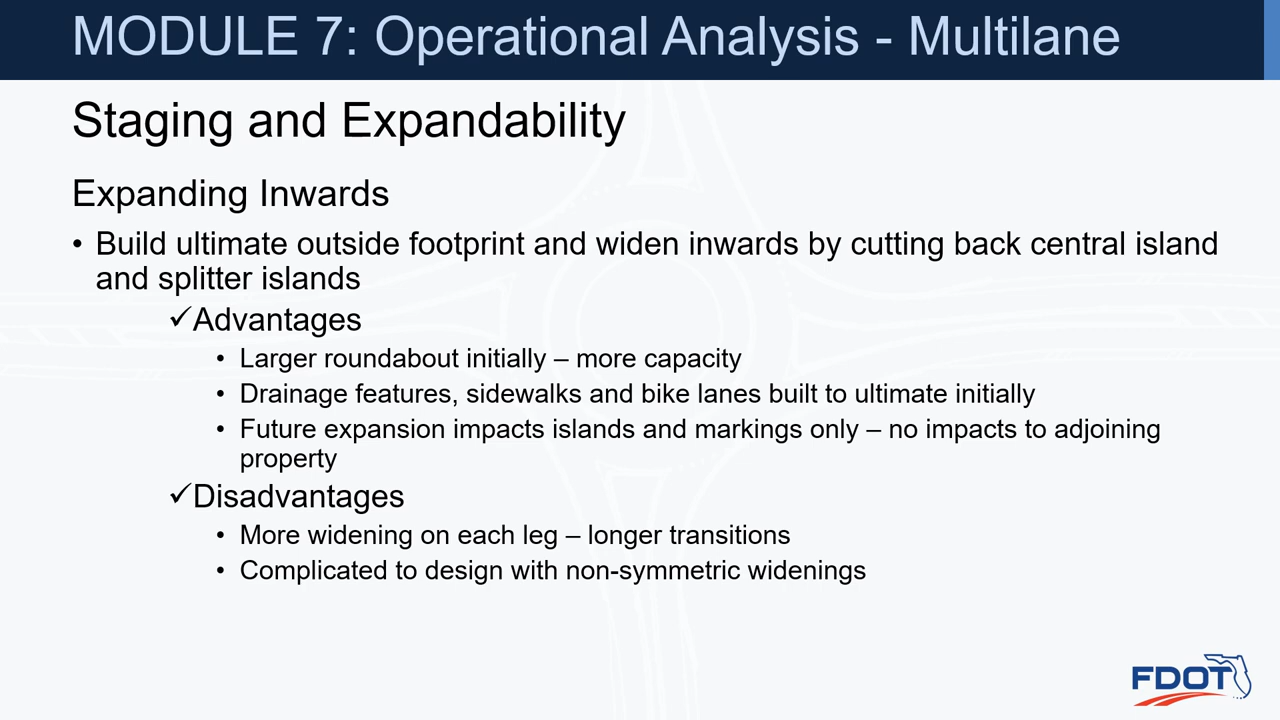 MODULE 7: Operational Analysis - Multilane
Staging and Expandability
Expanding Inwards
• Build ultimate outside footprint and widen inwards by cutting back central island
and splitter islands
✓Advantages
• Larger roundabout initially – more capacity
• Drainage features, sidewalks and bike lanes built to ultimate initially
• Future expansion impacts islands and markings only – no impacts to adjoining
property
✓Disadvantages
• More widening on each leg – longer transitions
• Complicated to design with non-symmetric widenings
FDOT